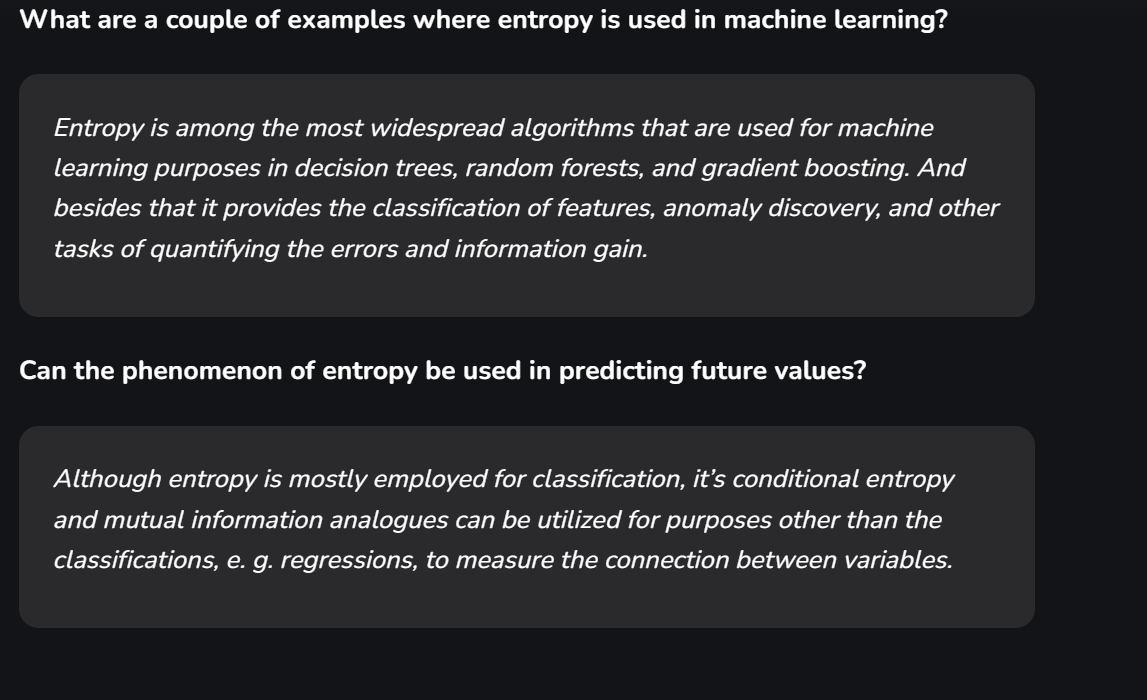 What are a couple of examples where entropy is used in machine learning?
Entropy is among the most widespread algorithms that are used for machine
learning purposes in decision trees, random forests, and gradient boosting. And
besides that it provides the classification of features, anomaly discovery, and other
tasks of quantifying the errors and information gain.
Can the phenomenon of entropy be used in predicting future values?
Although entropy is mostly employed for classification, it’s conditional entropy
and mutual information analogues can be utilized for purposes other than the
classifications, e. g. regressions, to measure the connection between variables.